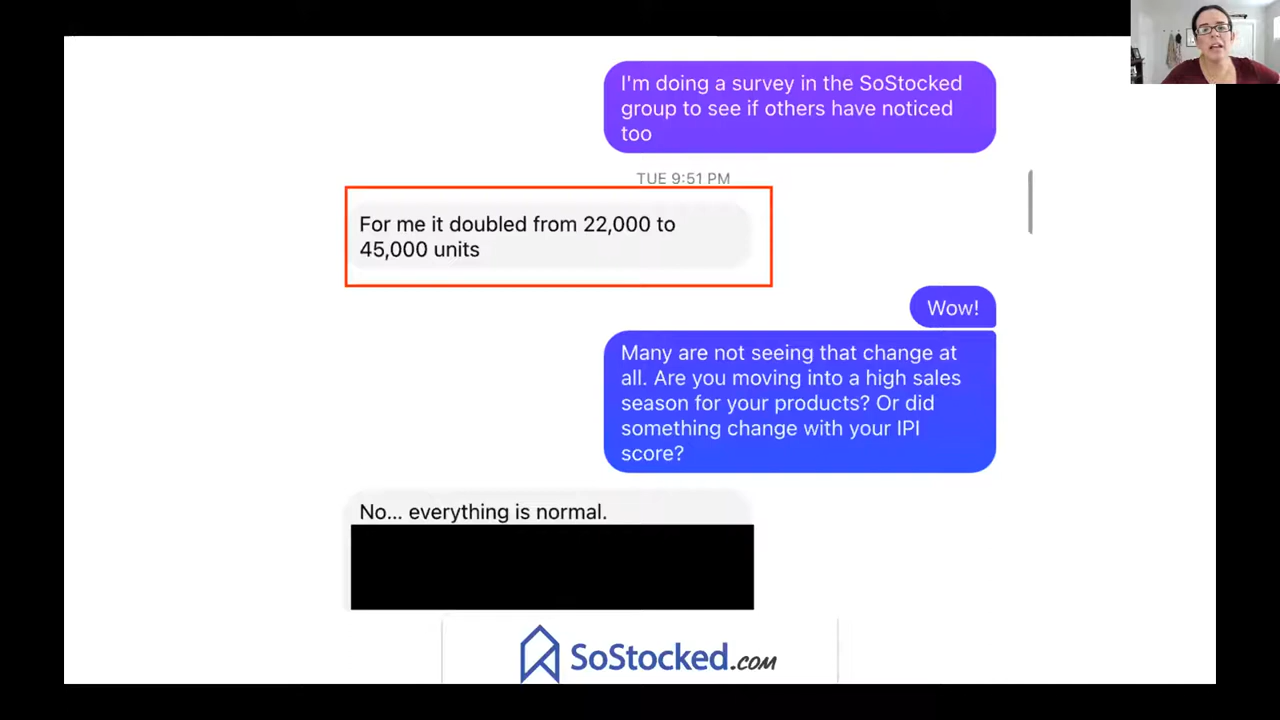 I'm doing a survey in the SoStocked
group to see if others have noticed
too
TUE 9:51 PM
For me it doubled from 22,000 to
45,000 units
Wow!
Many are not seeing that change at
all. Are you moving into a high sales
season for your products? Or did
something change with your IPI
score?
No... everything is normal.
SoStocked.com